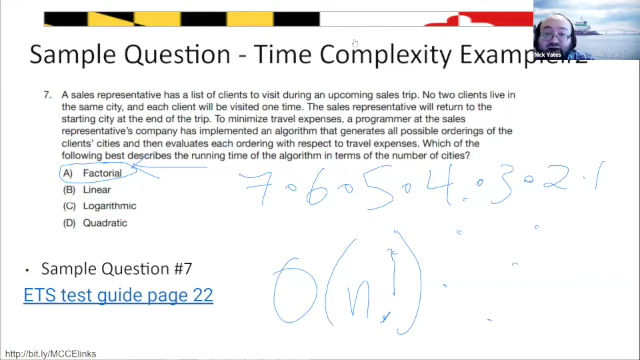 Sample Question - Time Complexity Example
Nick Yates
7. A sales representative has a list of clients to visit during an upcoming sales trip. No two clients live in
the same city, and each client will be visited one time. The sales representative will return to the
starting city at the end of the trip. To minimize travel expenses, a programmer at the sales
representative's company has implemented an algorithm that generates all possible orderings of the
clients' cities and then evaluates each ordering with respect to travel expenses. Which of the
following best describes the running time of the algorithm in terms of the number of cities?
(A) Factorial
(B) Linear
(C) Logarithmic
(D) Quadratic
7 · 6 · 5 · 4 · 3 · 2 · 1
O(n!)
• Sample Question #7
ETS test guide page 22
http://bit.ly/MCCElinks